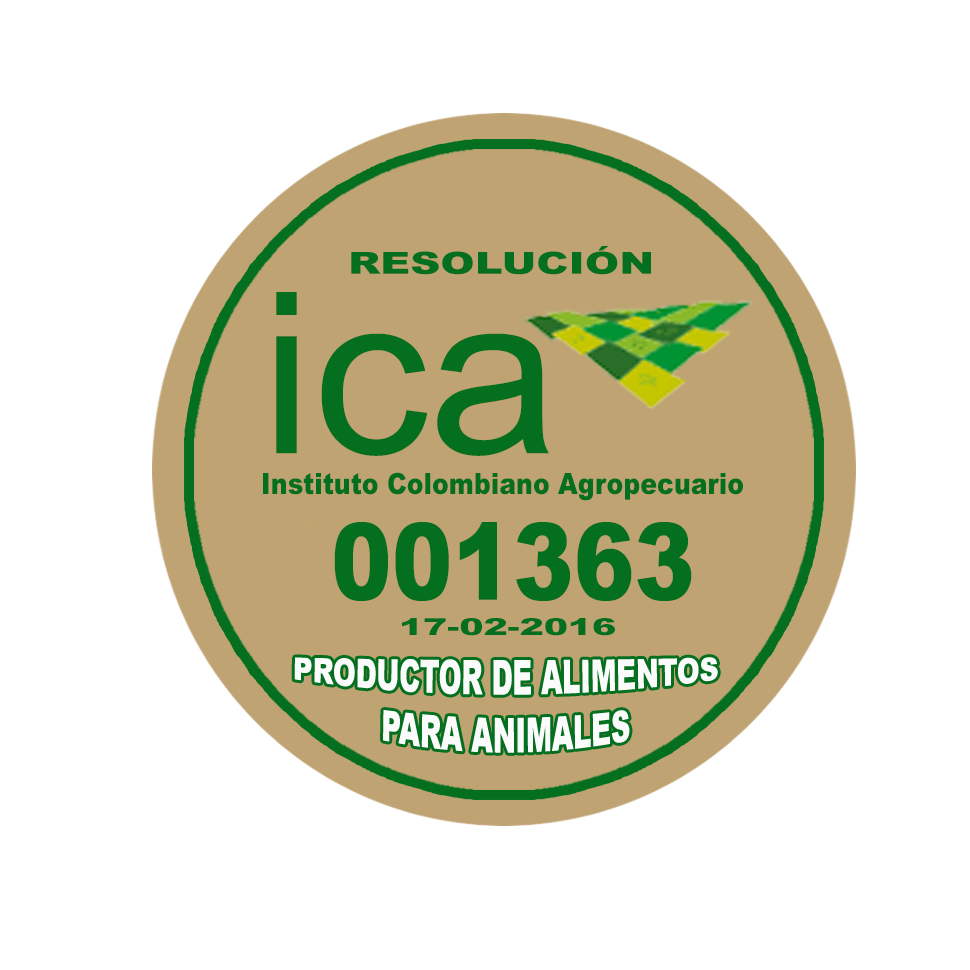 RESOLUCIÓN
ica
Instituto Colombiano Agropecuario
001363
17-02-2016
PRODUCTOR DE ALIMENTOS
PARA ANIMALES